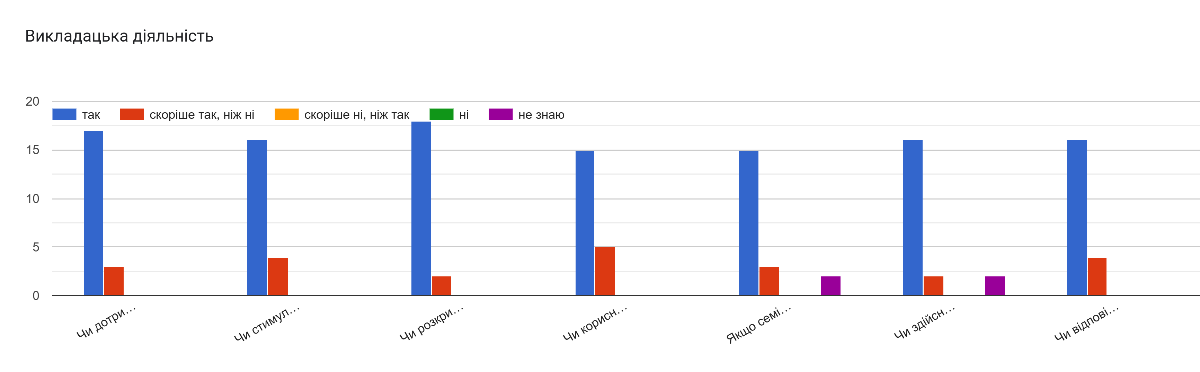 Викладацька діяльність
20
так
скоріше так, ніж ні
скоріше ні, ніж так
ні
не знаю
15
10
5
0
Чи дотри…
Чи стимул…
Чи розкри…
Чи корисн…
Якщо семі…
Чи здійсн…
Чи відпові…